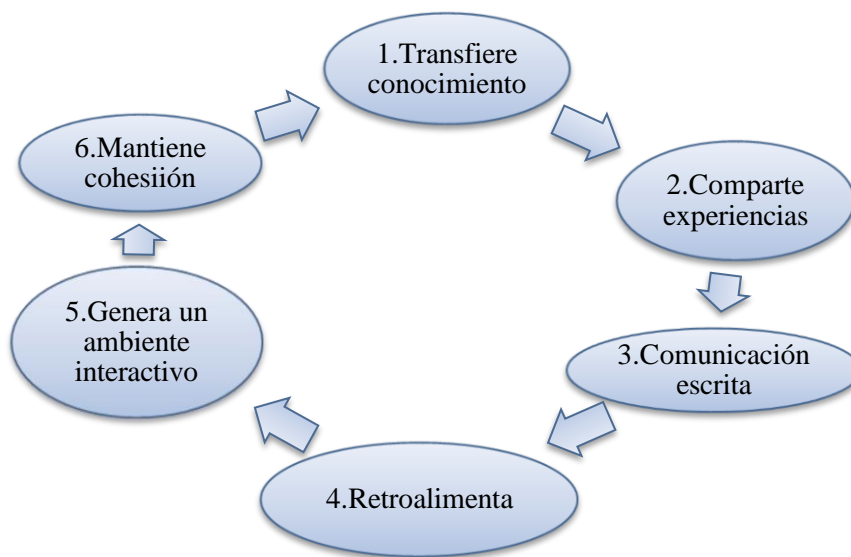 1.Transfiere
conocimiento
2.Comparte
experiencias
3.Comunicación
escrita
4.Retroalimenta
5.Genera un
ambiente
interactivo
6.Mantiene
cohesiión